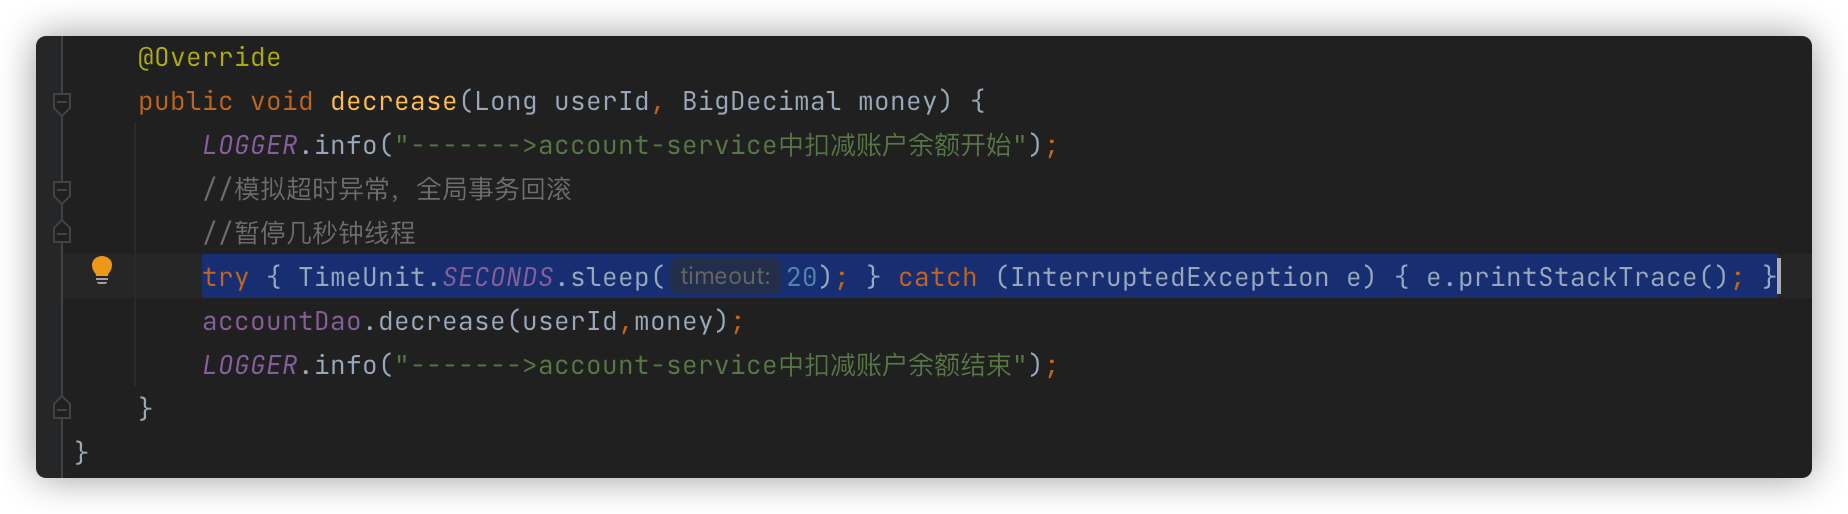 @Override
public void decrease(Long userId, BigDecimal money) {
LOGGER.info("------->account-service中扣减账户余额开始");
//模拟超时异常，全局事务回滚
//暂停几秒钟线程
try { TimeUnit.SECONDS.sleep( timeout: 20); } catch (InterruptedException e) { e.printStackTrace(); }
accountDao.decrease(userId,money);
LOGGER.info("------->account-service中扣减账户余额结束");
}
}